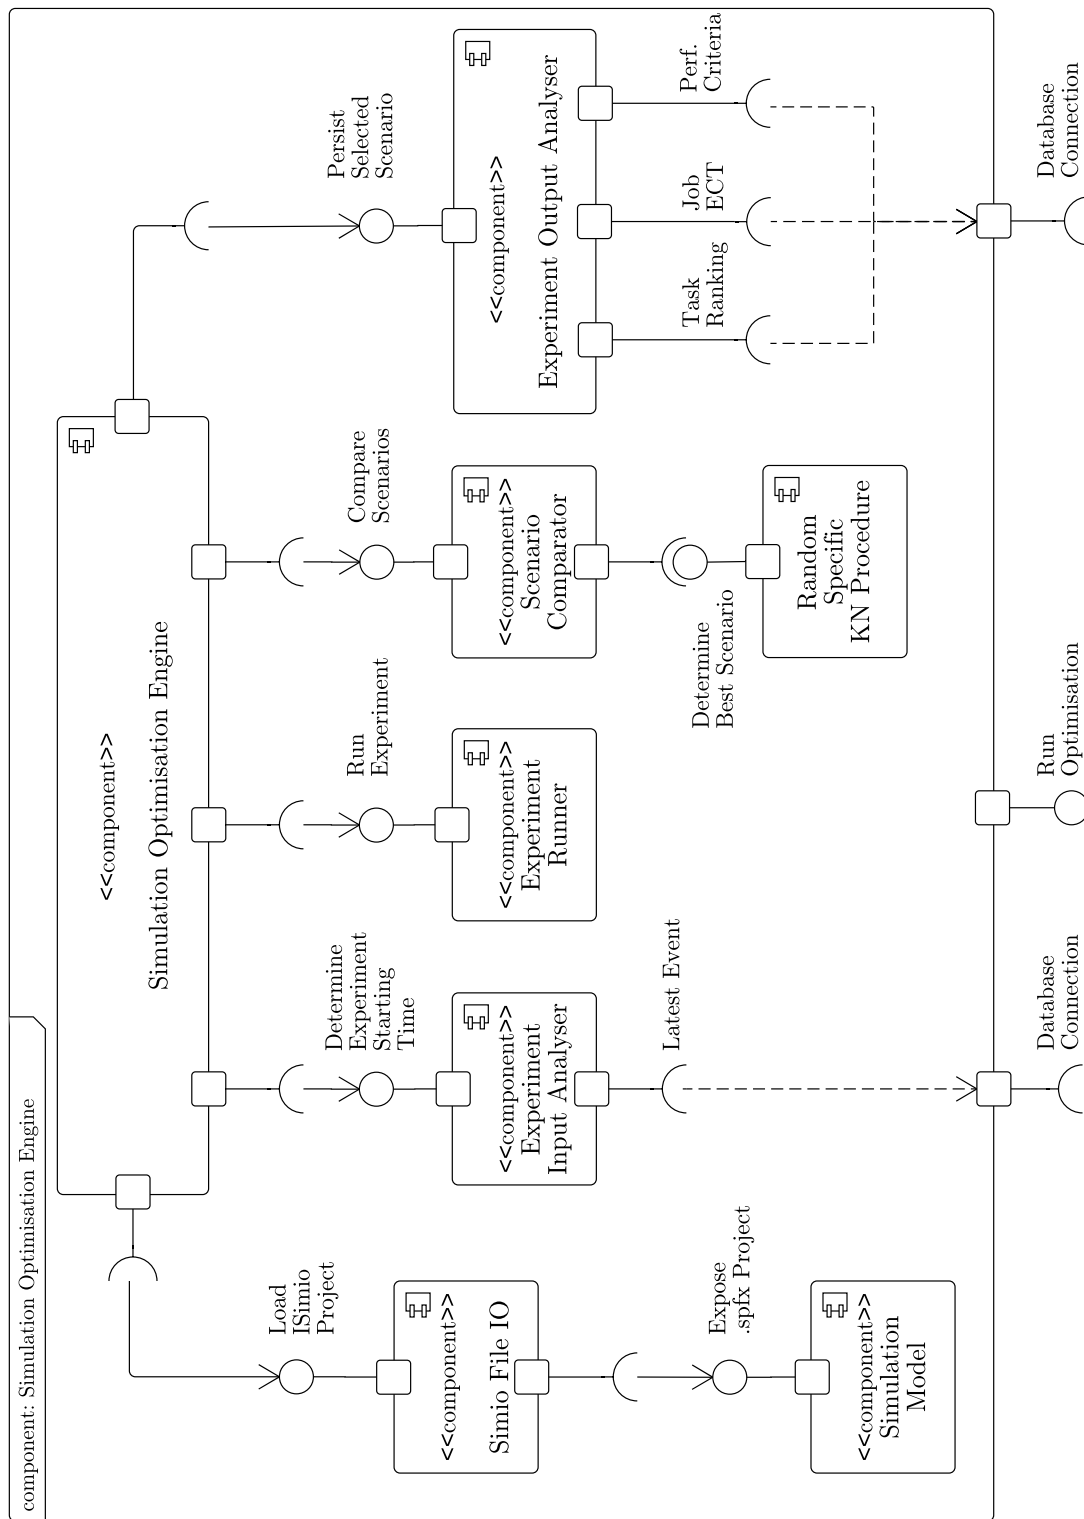 component: Simulation Optimisation Engine
<<component>>
Simulation Optimisation Engine
Load
ISimio
Project
Determine
Experiment
Starting
Time
Run
Experiment
Compare
Scenarios
Persist
Selected
Scenario
<<component>>
Simio File IO
<<component>>
Experiment
Input Analyser
<<component>>
Experiment
Runner
<<component>>
Scenario
Comparator
<<component>>
Experiment Output Analyser
Expose
.spfx Project
Latest Event
Determine
Best Scenario
Task
Ranking
Job
ECT
Perf.
Criteria
<<component>>
Simulation
Model
Random
Specific
KN Procedure
Database
Connection
Run
Optimisation
Database
Connection